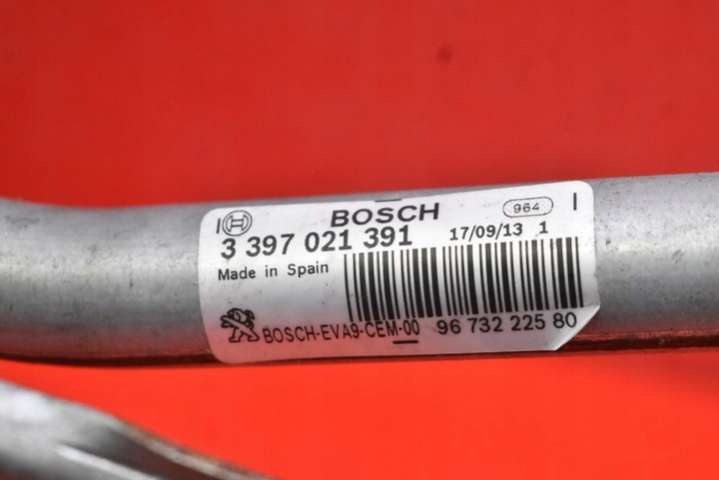 BOSCH 964
3 397 021 391 17/09/13 1
Made in Spain
BOSCH-EVA9-CEM-00 96 732 225 80